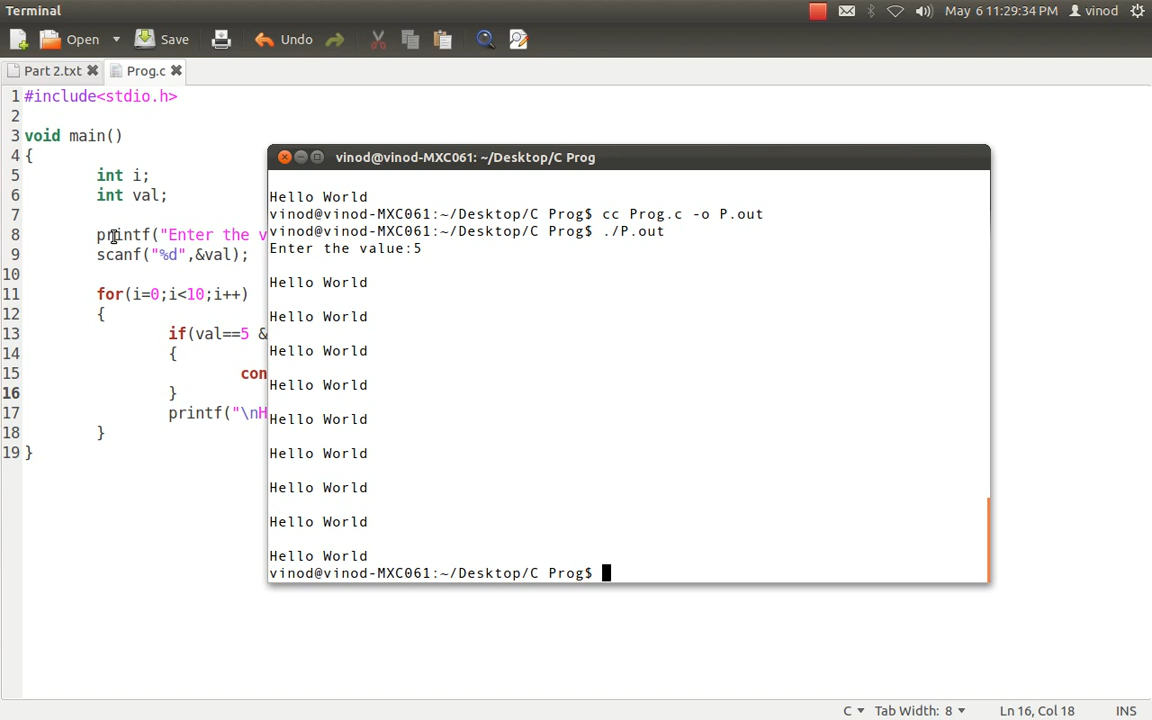 Terminal
May 6 11:29:34 PM vinod
Open Save Undo
Part 2.txt Prog.c
1 #include<stdio.h>
2
3 void main()
4 {
5 int i;
6 int val;
7
8 printf("Enter the v
9 scanf("%d",&val);
10
11 for(i=0;i<10;i++)
12 {
13 if(val==5 &
14 {
15 con
16 }
17 printf("\nH
18 }
19 }
vinod@vinod-MXC061: ~/Desktop/C Prog
Hello World
vinod@vinod-MXC061:~/Desktop/C Prog$ cc Prog.c -o P.out
vinod@vinod-MXC061:~/Desktop/C Prog$ ./P.out
Enter the value:5
Hello World
Hello World
Hello World
Hello World
Hello World
Hello World
Hello World
Hello World
Hello World
vinod@vinod-MXC061:~/Desktop/C Prog$
C Tab Width: 8 Ln 16, Col 18 INS